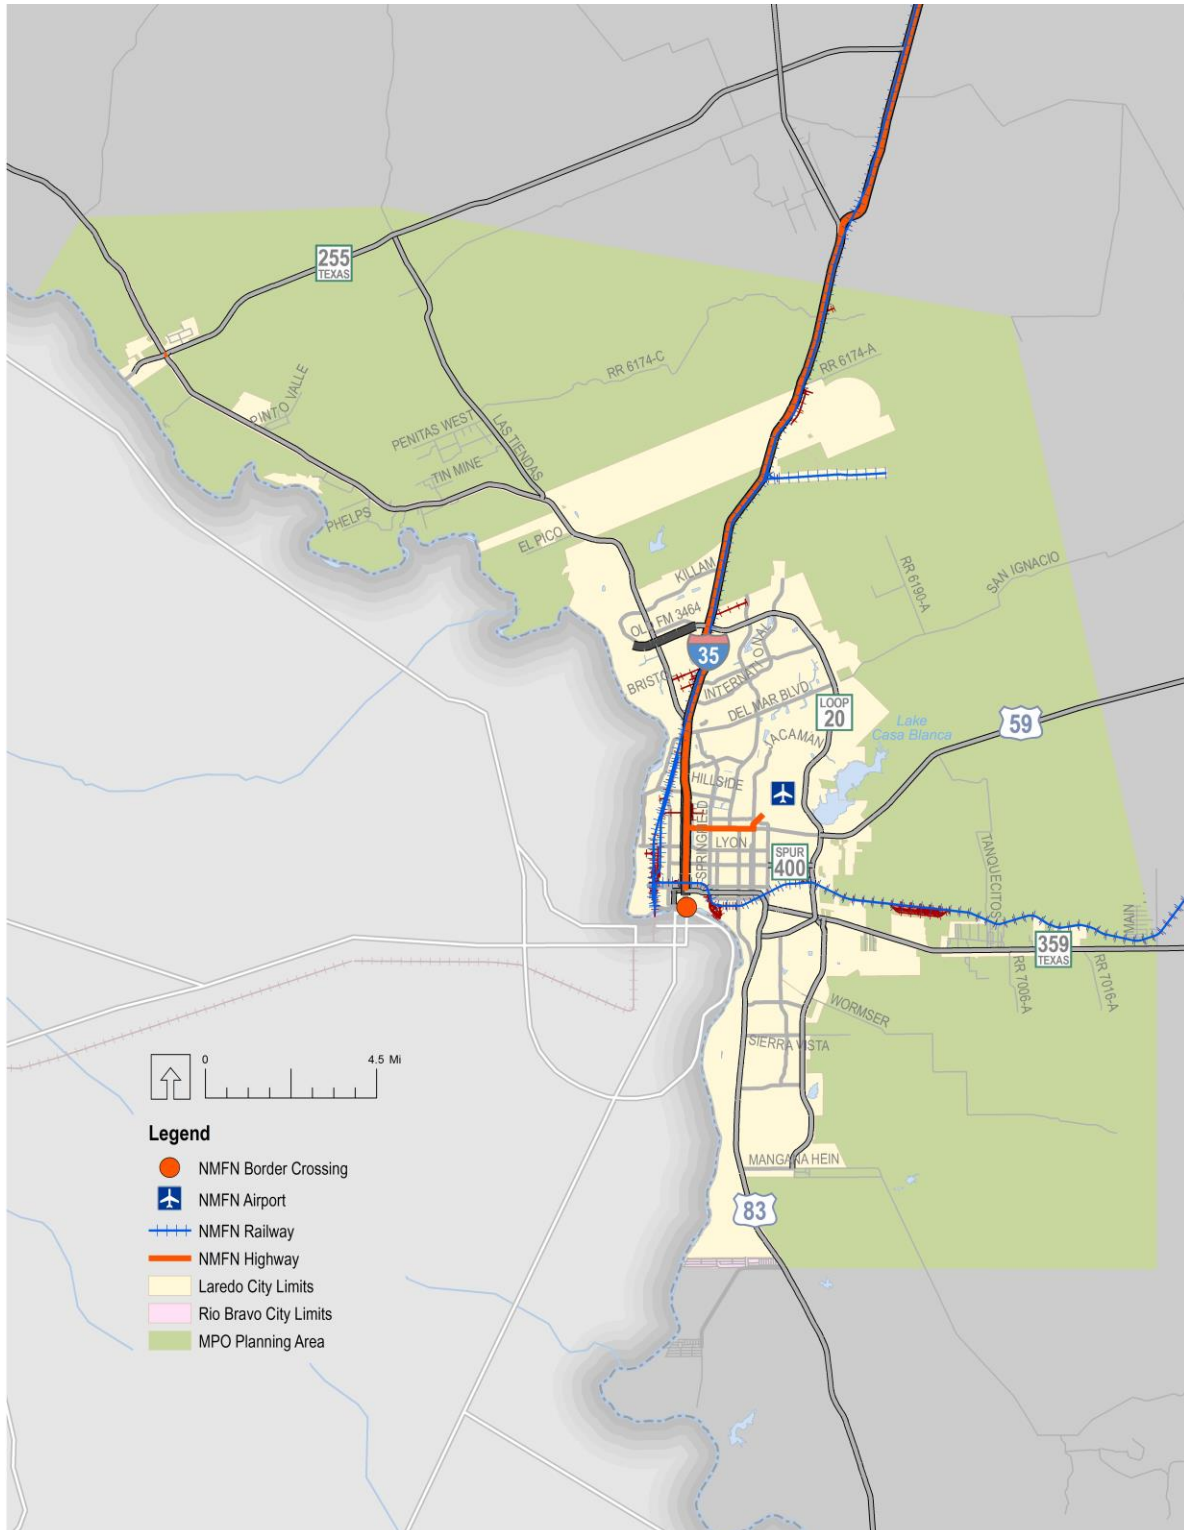 255
TEXAS
RR 6174-C
RR 6174-A
PINTO VALLE
PENITAS WEST
LAS TIENDAS
TIN MINE
PHELPS
EL PICO
KILLAM
RR 6190-A
SAN IGNACIO
FM 3464
35
BRISTO
INTERNATIONAL
DEL MAR BLVD
LOOP
20
JACAMAN
Lake
Casa Blanca
59
HILLSIDE
SPRINGFIELD
LYON
SPUR
400
TANQUECITOS
MAIN
359
TEXAS
RR 7006-A
RR 7016-A
WORMSER
SIERRA VISTA
0 4.5 Mi
MANGANA HEIN
83
Legend
NMFN Border Crossing
NMFN Airport
NMFN Railway
NMFN Highway
Laredo City Limits
Rio Bravo City Limits
MPO Planning Area